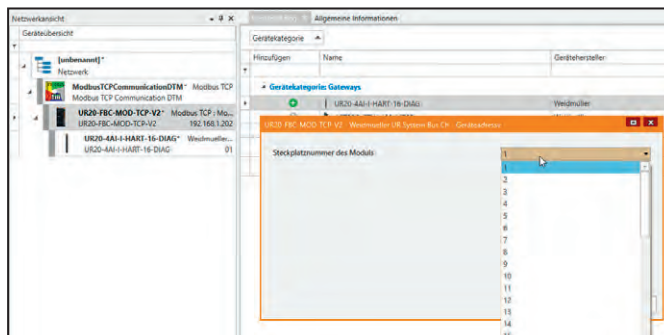 Netzwerkansicht
Geräteübersicht
[unbenannt]*
Netzwerk
ModbusTCPCommunicationDTM* Modbus TCP
Modbus TCP Communication DTM
UR20-FBC-MOD-TCP-V2* Modbus TCP : Mo...
UR20-FBC-MOD-TCP-V2 192.168.1.202
UR20-4AI-I-HART-16-DIAG* Weidmueller...
UR20-4AI-I-HART-16-DIAG 01
Allgemeine Informationen
Gerätekategorie
Hinzufügen Name Gerätehersteller
Gerätekategorie: Gateways
UR20-4AI-I-HART-16-DIAG Weidmüller
UR20-FBC-MOD-TCP-V2 - Weidmueller UR System Bus Ch - Geräteadresse
Steckplatznummer des Moduls 1
1
2
3
4
5
6
7
8
9
10
11
12
13
14